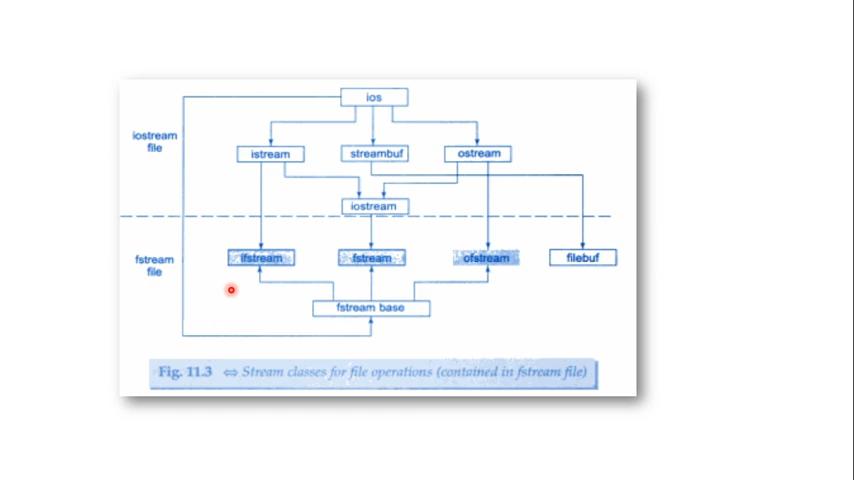 ios
iostream
file
istream
streambuf
ostream
iostream
fstream
file
ifstream
fstream
ofstream
filebuf
fstream base
Fig. 11.3 ⇔ Stream classes for file operations (contained in fstream file)